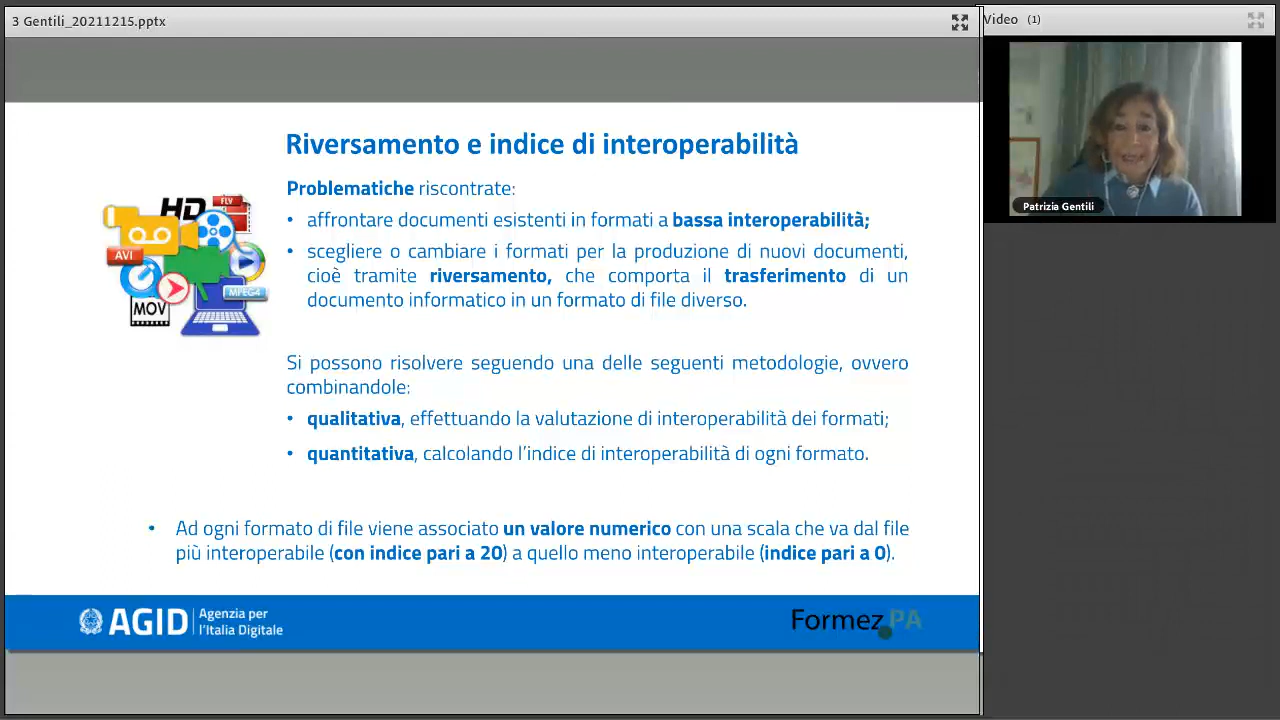 3 Gentili_20211215.pptx
Video (1)
Patrizia Gentili
Riversamento e indice di interoperabilità
Problematiche riscontrate:
• affrontare documenti esistenti in formati a bassa interoperabilità;
• scegliere o cambiare i formati per la produzione di nuovi documenti,
cioè tramite riversamento, che comporta il trasferimento di un
documento informatico in un formato di file diverso.
HD
FLV
AVI
MPEG4
MOV
Si possono risolvere seguendo una delle seguenti metodologie, ovvero
combinandole:
• qualitativa, effettuando la valutazione di interoperabilità dei formati;
• quantitativa, calcolando l'indice di interoperabilità di ogni formato.
• Ad ogni formato di file viene associato un valore numerico con una scala che va dal file
più interoperabile (con indice pari a 20) a quello meno interoperabile (indice pari a 0).
AGID Agenzia per
l'Italia Digitale
Formez PA